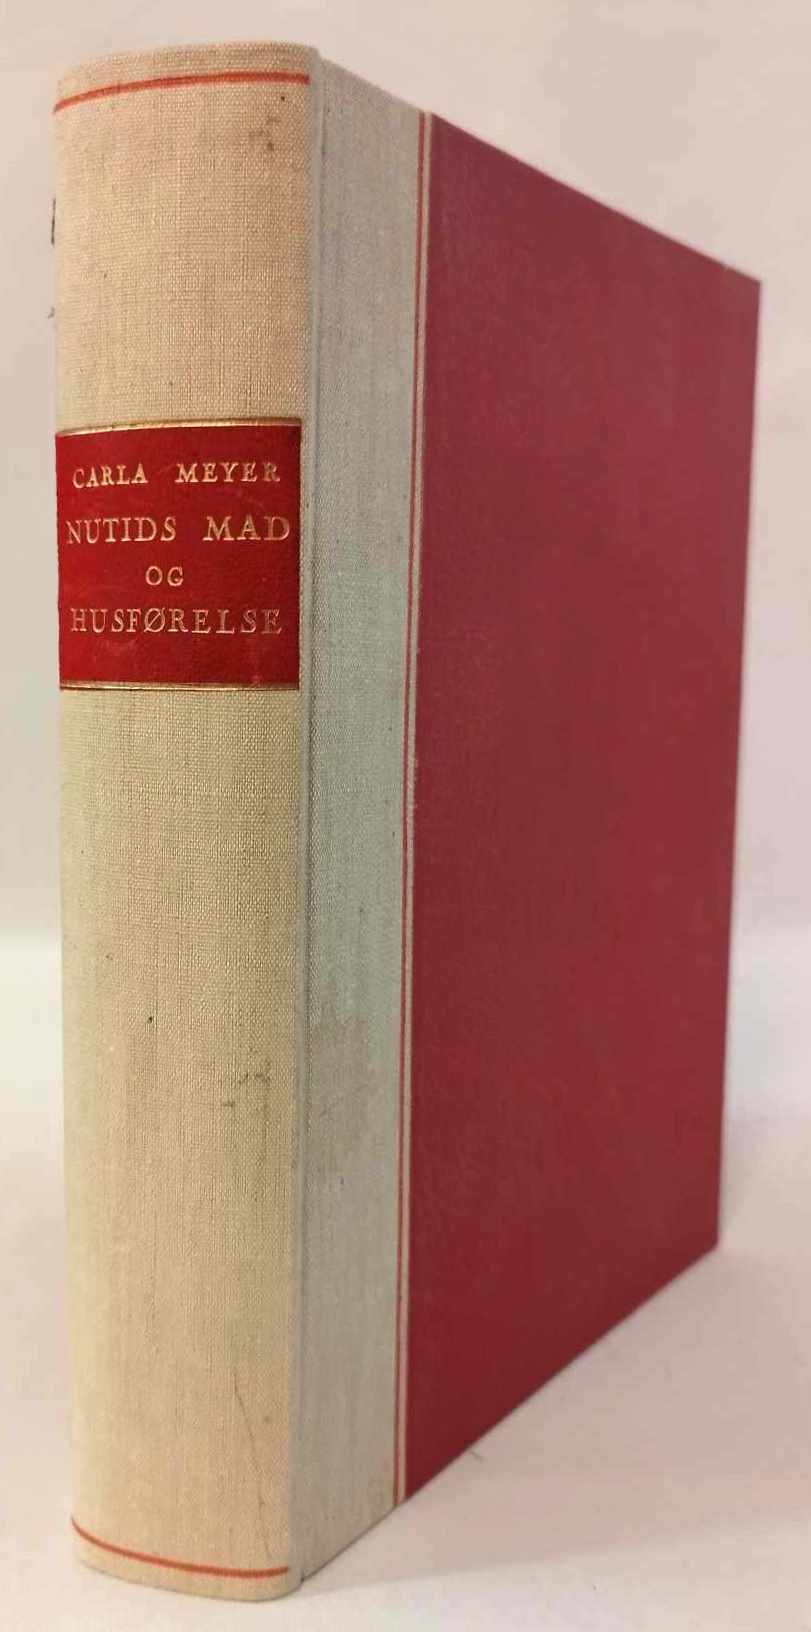 CARLA MEYER
NUTIDS MAD
OG
HUSFØRELSE